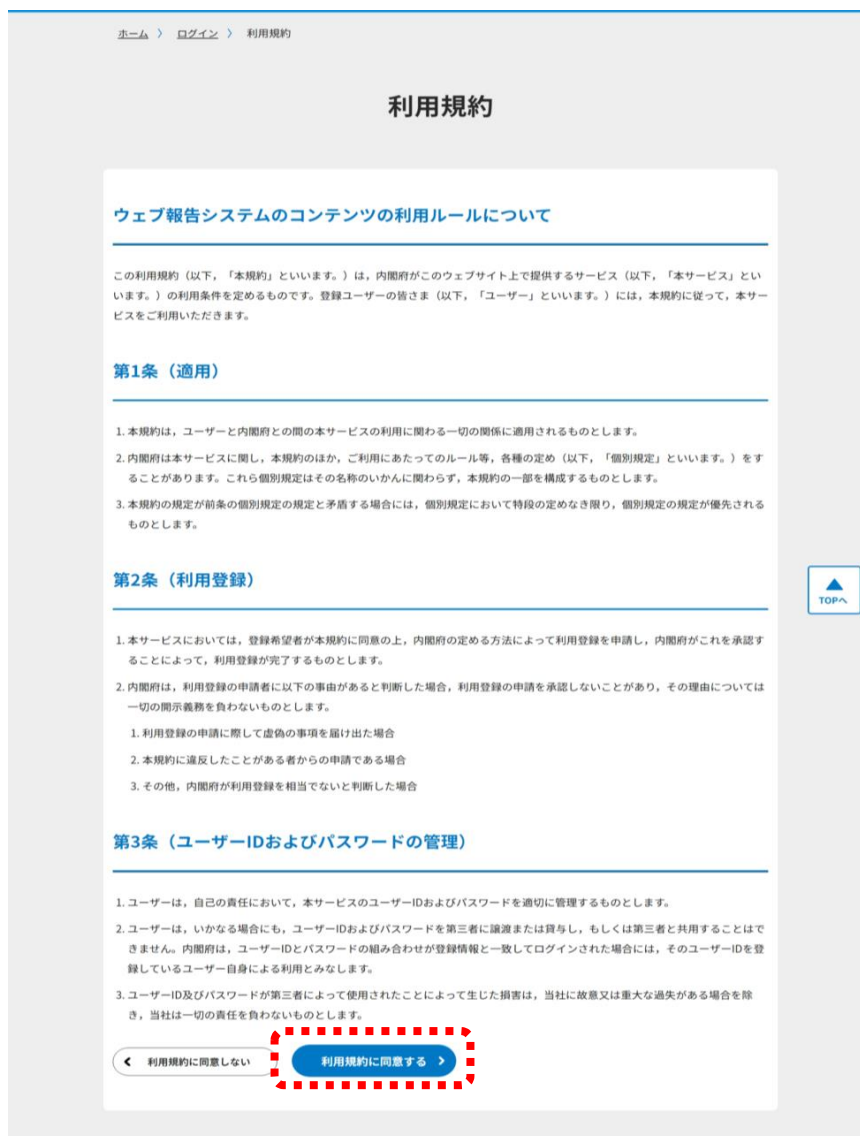 ホーム 〉 ログイン 〉 利用規約
利用規約
ウェブ報告システムのコンテンツの利用ルールについて
この利用規約（以下，「本規約」といいます。）は，内閣府がこのウェブサイト上で提供するサービス（以下，「本サービス」とい
います。）の利用条件を定めるものです。登録ユーザーの皆さま（以下，「ユーザー」といいます。）には，本規約に従って，本サー
ビスをご利用いただきます。
第1条（適用）
1. 本規約は，ユーザーと内閣府との間の本サービスの利用に関わる一切の関係に適用されるものとします。
2. 内閣府は本サービスに関し，本規約のほか，ご利用にあたってのルール等，各種の定め（以下，「個別規定」といいます。）をす
ることがあります。これら個別規定はその名称のいかんに関わらず，本規約の一部を構成するものとします。
3. 本規約の規定が前条の個別規定の規定と矛盾する場合には，個別規定において特段の定めなき限り，個別規定の規定が優先される
ものとします。
第2条（利用登録）
TOPへ
1. 本サービスにおいては，登録希望者が本規約に同意の上，内閣府の定める方法によって利用登録を申請し，内閣府がこれを承認す
ることによって，利用登録が完了するものとします。
2. 内閣府は，利用登録の申請者に以下の事由があると判断した場合，利用登録の申請を承認しないことがあり，その理由については
一切の開示義務を負わないものとします。
1. 利用登録の申請に際して虚偽の事項を届け出た場合
2. 本規約に違反したことがある者からの申請である場合
3. その他，内閣府が利用登録を相当でないと判断した場合
第3条（ユーザーIDおよびパスワードの管理）
1. ユーザーは，自己の責任において，本サービスのユーザーIDおよびパスワードを適切に管理するものとします。
2. ユーザーは，いかなる場合にも，ユーザーIDおよびパスワードを第三者に譲渡または貸与し，もしくは第三者と共用することはで
きません。内閣府は，ユーザーIDとパスワードの組み合わせが登録情報と一致してログインされた場合には，そのユーザーIDを登
録しているユーザー自身による利用とみなします。
3. ユーザーID及びパスワードが第三者によって使用されたことによって生じた損害は，当社に故意又は重大な過失がある場合を除
き，当社は一切の責任を負わないものとします。
利用規約に同意しない 利用規約に同意する